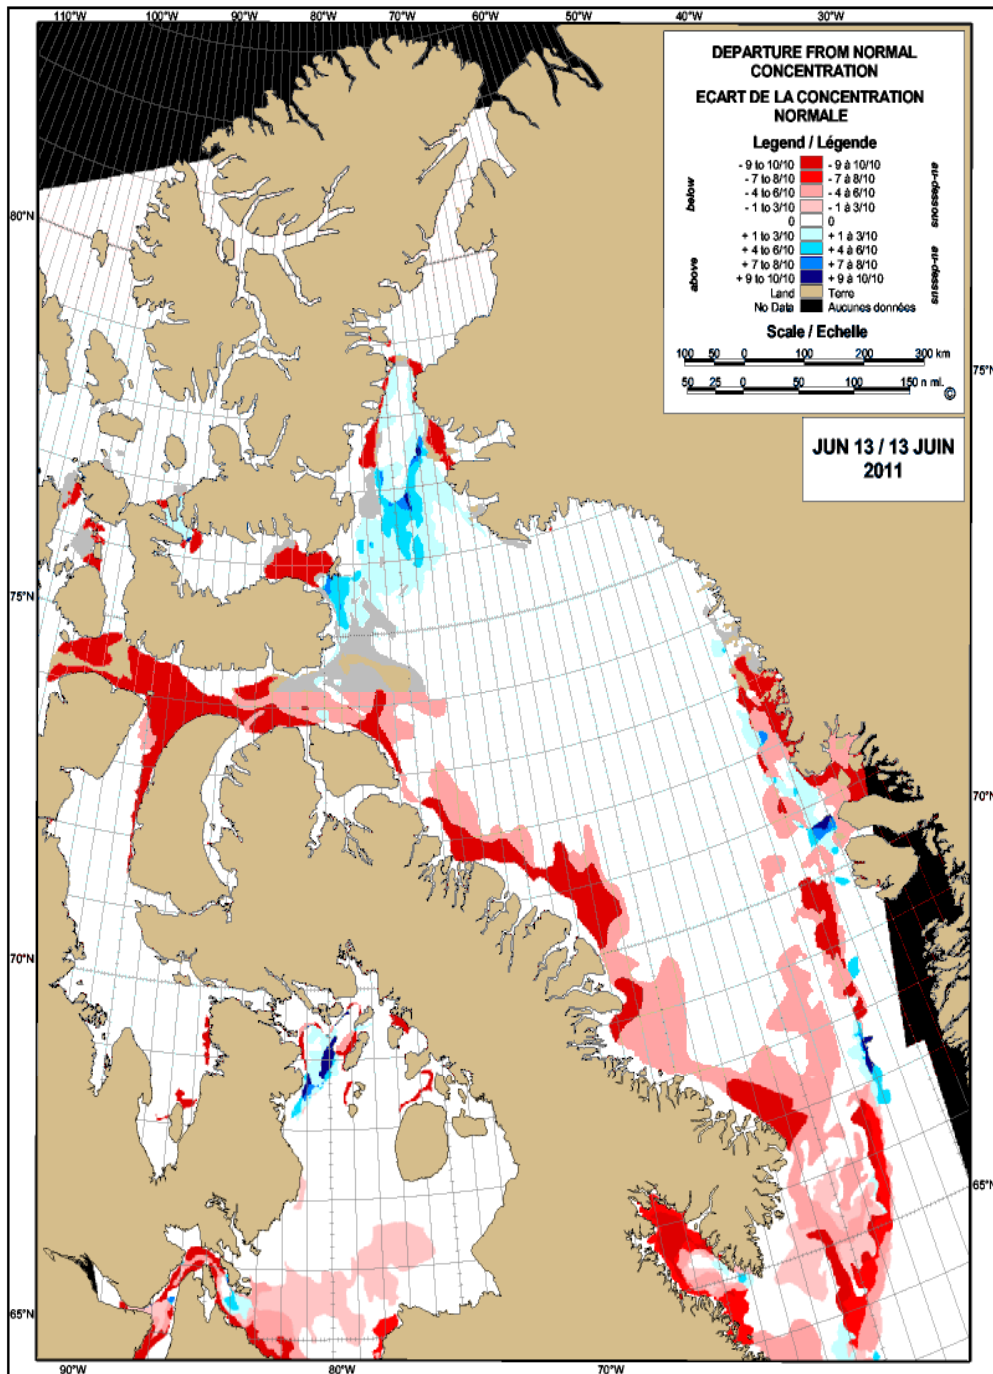 110°W 100°W 90°W 80°W 70°W 60°W 50°W 40°W 30°W
DEPARTURE FROM NORMAL
CONCENTRATION
ECART DE LA CONCENTRATION
NORMALE
Legend / Légende
below
au-dessous
- 9 to 10/10 - 9 à 10/10
- 7 to 8/10 - 7 à 8/10
- 4 to 6/10 - 4 à 6/10
- 1 to 3/10 - 1 à 3/10
0 0
above
au-dessus
+ 1 to 3/10 + 1 à 3/10
+ 4 to 6/10 + 4 à 6/10
+ 7 to 8/10 + 7 à 8/10
+ 9 to 10/10 + 9 à 10/10
Land Terre
No Data Aucunes données
Scale / Echelle
100 50 0 100 200 300 km
50 25 0 50 100 150 n mi.
©
JUN 13 / 13 JUIN
2011
80°N
75°N
75°N
70°N
70°N
65°N
65°N
90°W 80°W 70°W